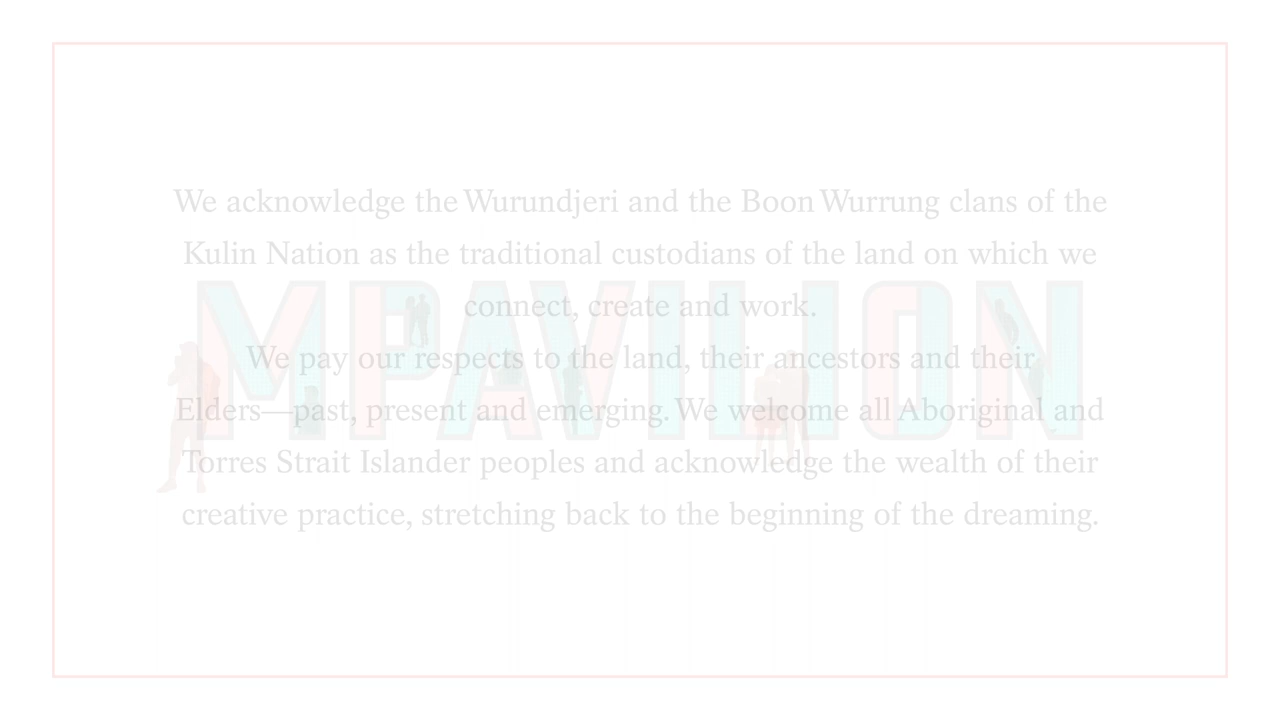 We acknowledge the Wurundjeri and the Boon Wurrung clans of the
Kulin Nation as the traditional custodians of the land on which we
connect, create and work.
We pay our respects to the land, their ancestors and their
Elders—past, present and emerging. We welcome all Aboriginal and
Torres Strait Islander peoples and acknowledge the wealth of their
creative practice, stretching back to the beginning of the dreaming.
MPAVILION